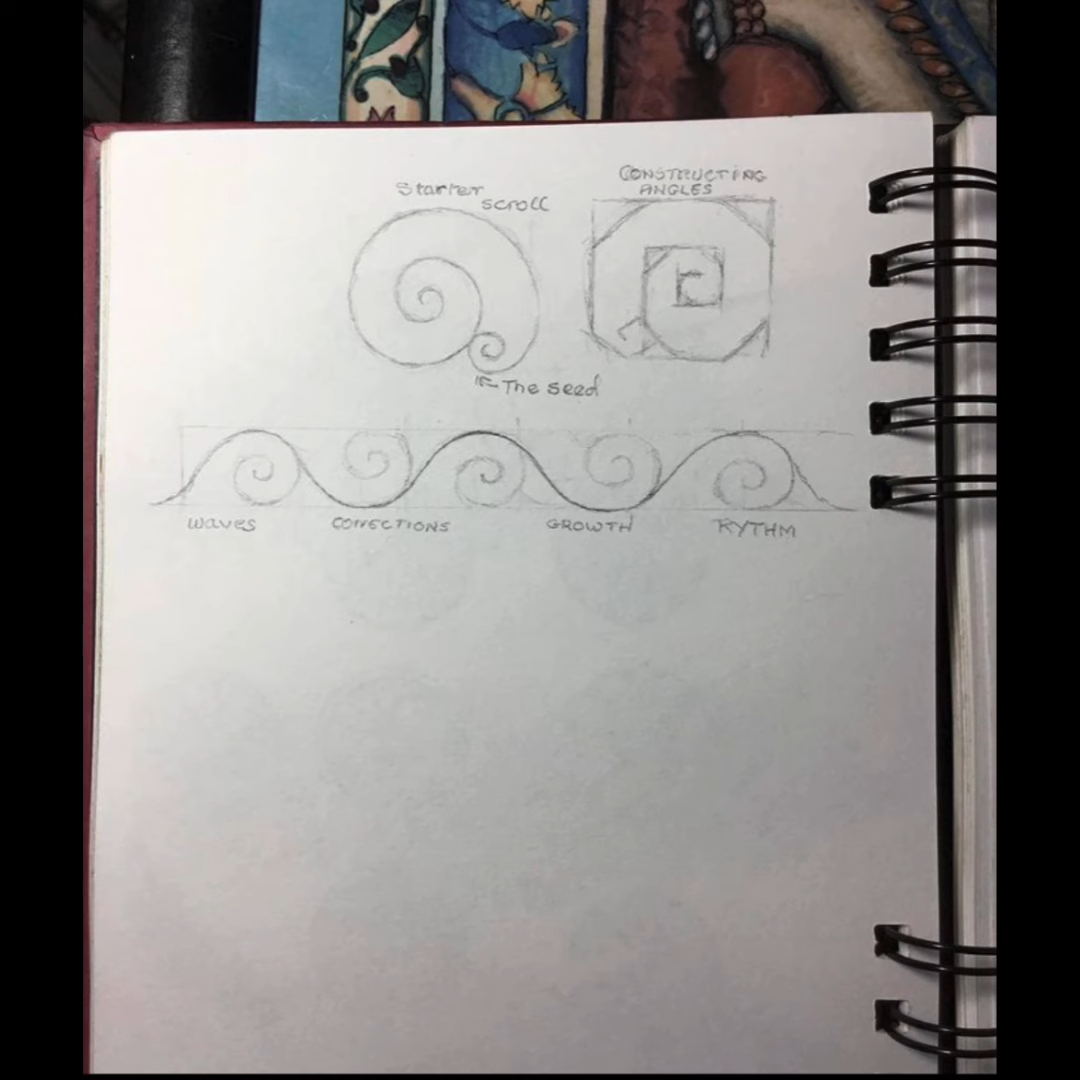 Starter
scroll
CONSTRUCTING
ANGLES
The seed
waves CONECTIONS GROWTH RYTHM